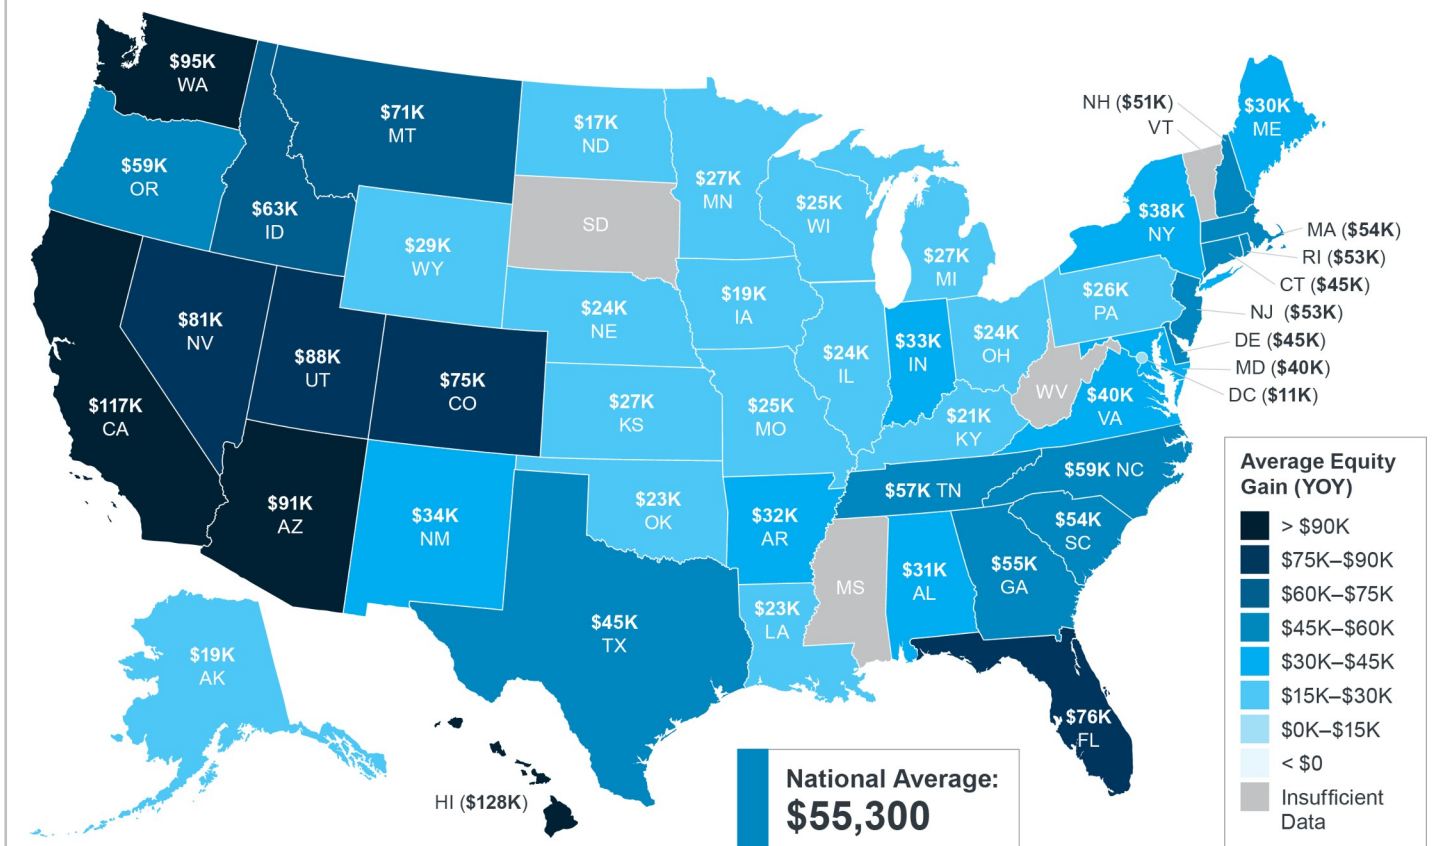 $95K
WA
$71K
MT
$17K
ND
NH ($51K)
VT
$30K
ME
$59K
OR
$63K
ID
$29K
WY
SD
$27K
MN
$25K
WI
$27K
MI
$38K
NY
MA ($54K)
RI ($53K)
CT ($45K)
NJ ($53K)
DE ($45K)
MD ($40K)
DC ($11K)
$81K
NV
$88K
UT
$75K
CO
$24K
NE
$19K
IA
$24K
IL
$33K
IN
$24K
OH
$26K
PA
WV
$40K
VA
$117K
CA
$27K
KS
$25K
MO
$21K
KY
$91K
AZ
$34K
NM
$23K
OK
$32K
AR
$57K TN
$59K NC
$54K
SC
$45K
TX
$23K
LA
MS
$31K
AL
$55K
GA
$76K
FL
$19K
AK
HI ($128K)
National Average:
$55,300
Average Equity
Gain (YOY)
> $90K
$75K–$90K
$60K–$75K
$45K–$60K
$30K–$45K
$15K–$30K
$0K–$15K
< $0
Insufficient
Data